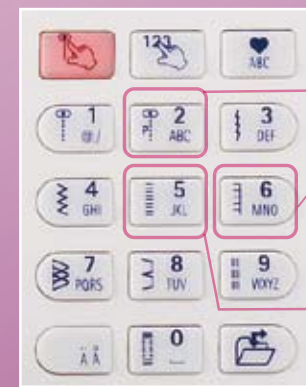 123
ABC
1
@./
2
ABC
3
DEF
4
GHI
5
JKL
6
MNO
7
PQRS
8
TUV
9
WXYZ
Ä Å
0